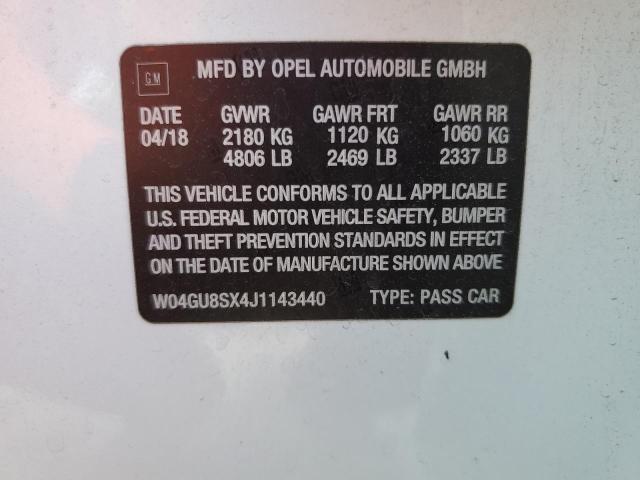 GM
MFD BY OPEL AUTOMOBILE GMBH
DATE GVWR GAWR FRT GAWR RR
04/18 2180 KG 1120 KG 1060 KG
4806 LB 2469 LB 2337 LB
THIS VEHICLE CONFORMS TO ALL APPLICABLE
U.S. FEDERAL MOTOR VEHICLE SAFETY, BUMPER
AND THEFT PREVENTION STANDARDS IN EFFECT
ON THE DATE OF MANUFACTURE SHOWN ABOVE
W04GU8SX4J1143440 TYPE: PASS CAR